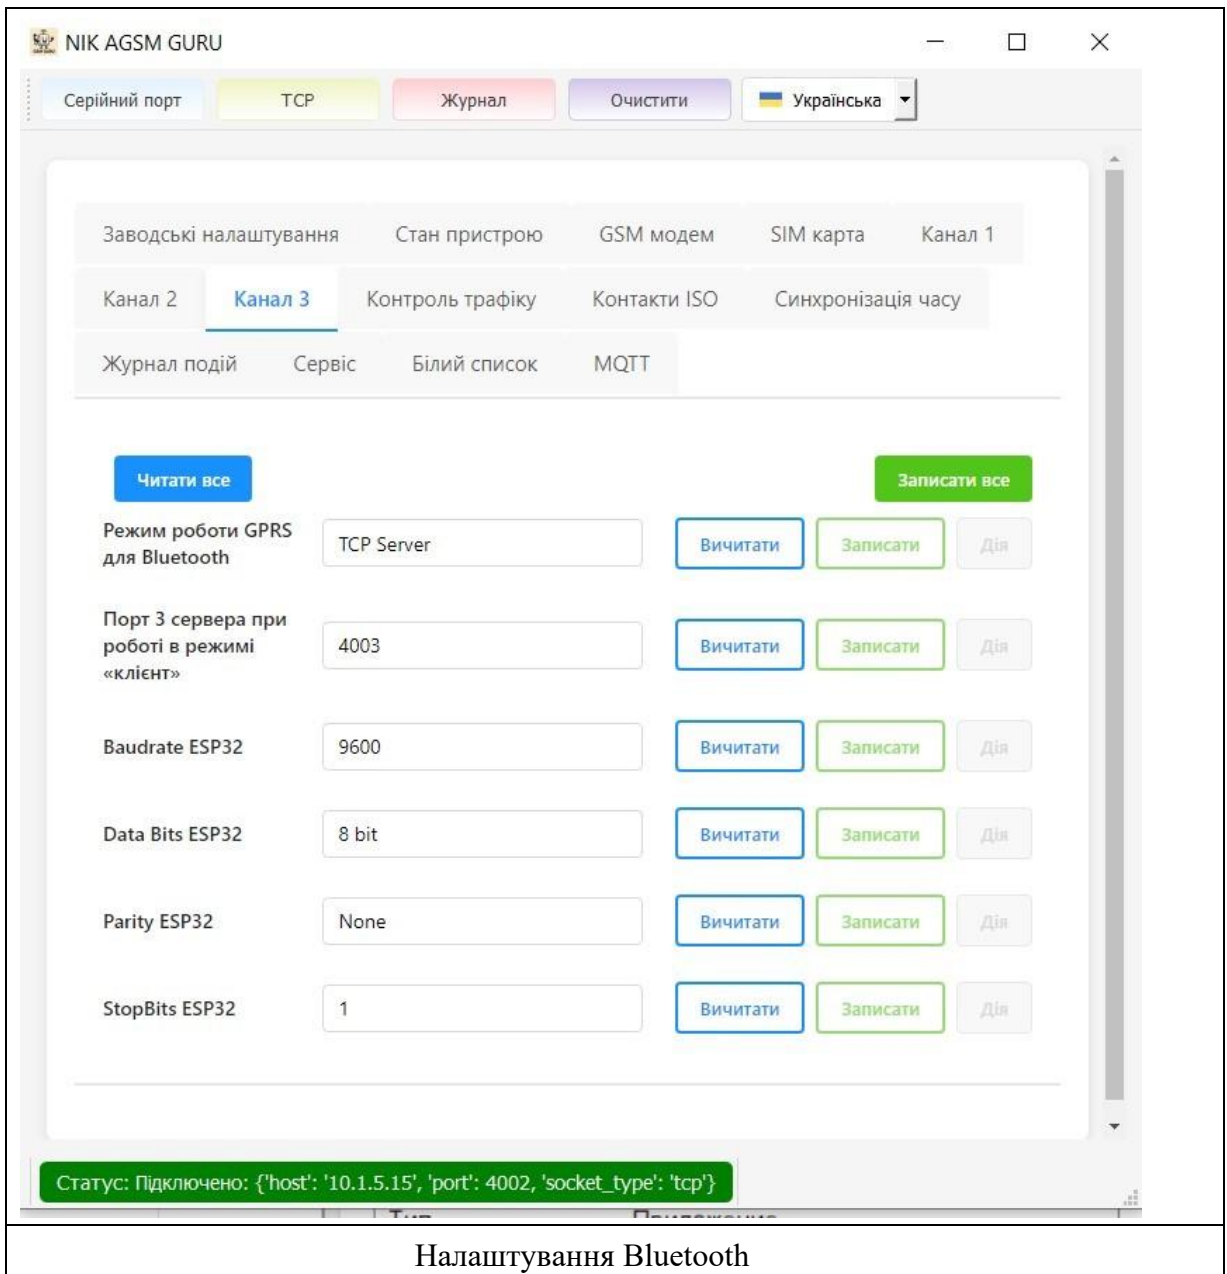 NIK AGSM GURU
Серійний порт TCP Журнал Очистити Українська
Заводські налаштування Стан пристрою GSM модем SIM карта Канал 1
Канал 2 Канал 3 Контроль трафіку Контакти ISO Синхронізація часу
Журнал подій Сервіс Білий список MQTT
Читати все Записати все
Режим роботи GPRS
для Bluetooth
TCP Server Вичитати Записати Дія
Порт 3 сервера при
роботі в режимі
«клієнт»
4003 Вичитати Записати Дія
Baudrate ESP32 9600 Вичитати Записати Дія
Data Bits ESP32 8 bit Вичитати Записати Дія
Parity ESP32 None Вичитати Записати Дія
StopBits ESP32 1 Вичитати Записати Дія
Статус: Підключено: {'host': '10.1.5.15', 'port': 4002, 'socket_type': 'tcp'}
Налаштування Bluetooth